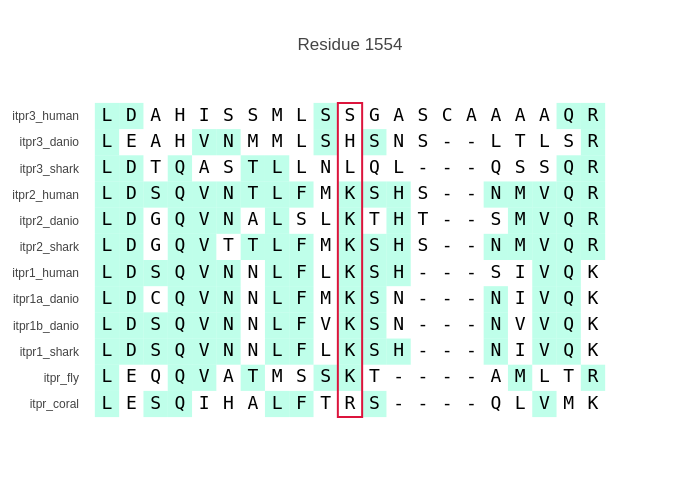 Residue 1554
itpr3_human L D A H I S S M L S S G A S C A A A A Q R
itpr3_danio L E A H V N M M L S H S N S - - L T L S R
itpr3_shark L D T Q A S T L L N L Q L - - - Q S S Q R
itpr2_human L D S Q V N T L F M K S H S - - N M V Q R
itpr2_danio L D G Q V N A L S L K T H T - - S M V Q R
itpr2_shark L D G Q V T T L F M K S H S - - N M V Q R
itpr1_human L D S Q V N N L F L K S H - - - S I V Q K
itpr1a_danio L D C Q V N N L F M K S N - - - N I V Q K
itpr1b_danio L D S Q V N N L F V K S N - - - N V V Q K
itpr1_shark L D S Q V N N L F L K S H - - - N I V Q K
itpr_fly L E Q Q V A T M S S K T - - - - A M L T R
itpr_coral L E S Q I H A L F T R S - - - - Q L V M K